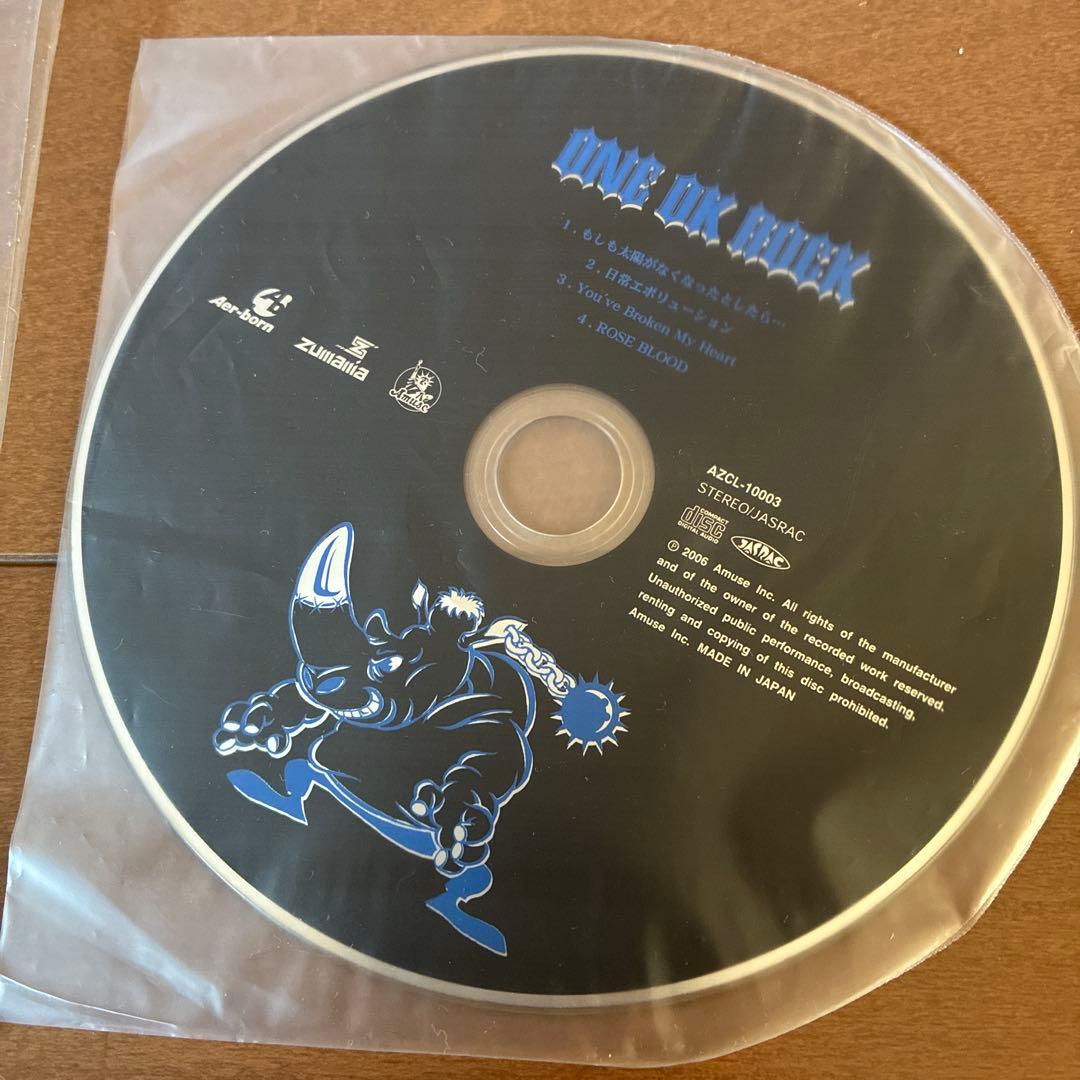 ONE OK ROCK
1.もしも太陽がなくなったとしたら…
2.日常エボリューション
3.You've Broken My Heart
4.ROSE BLOOD
Aer-born
zumania
Amuse
AZCL-10003
STEREO/JASRAC
COMPACT
disc
DIGITAL AUDIO
JASRAC
℗ 2006 Amuse Inc. All rights of the manufacturer
and of the owner of the recorded work reserved.
Unauthorized public performance, broadcasting,
renting and copying of this disc prohibited.
Amuse Inc. MADE IN JAPAN